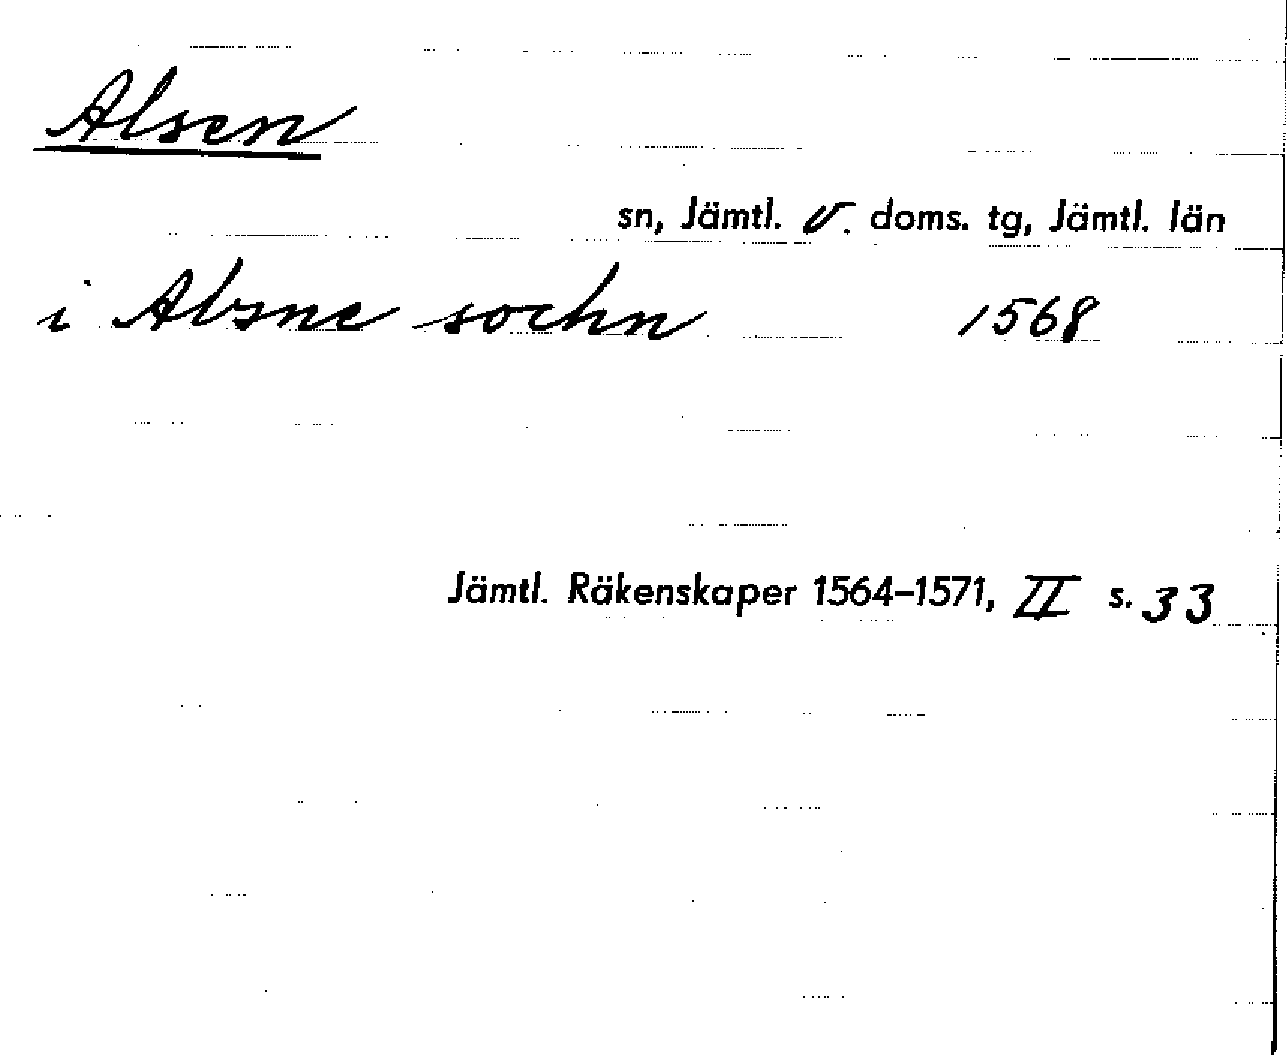 Alsen
sn, Jämtl. v. doms. tg, Jämtl. län
i Alsne sochn 1568
Jämtl. Räkenskaper 1564–1571, II s. 33